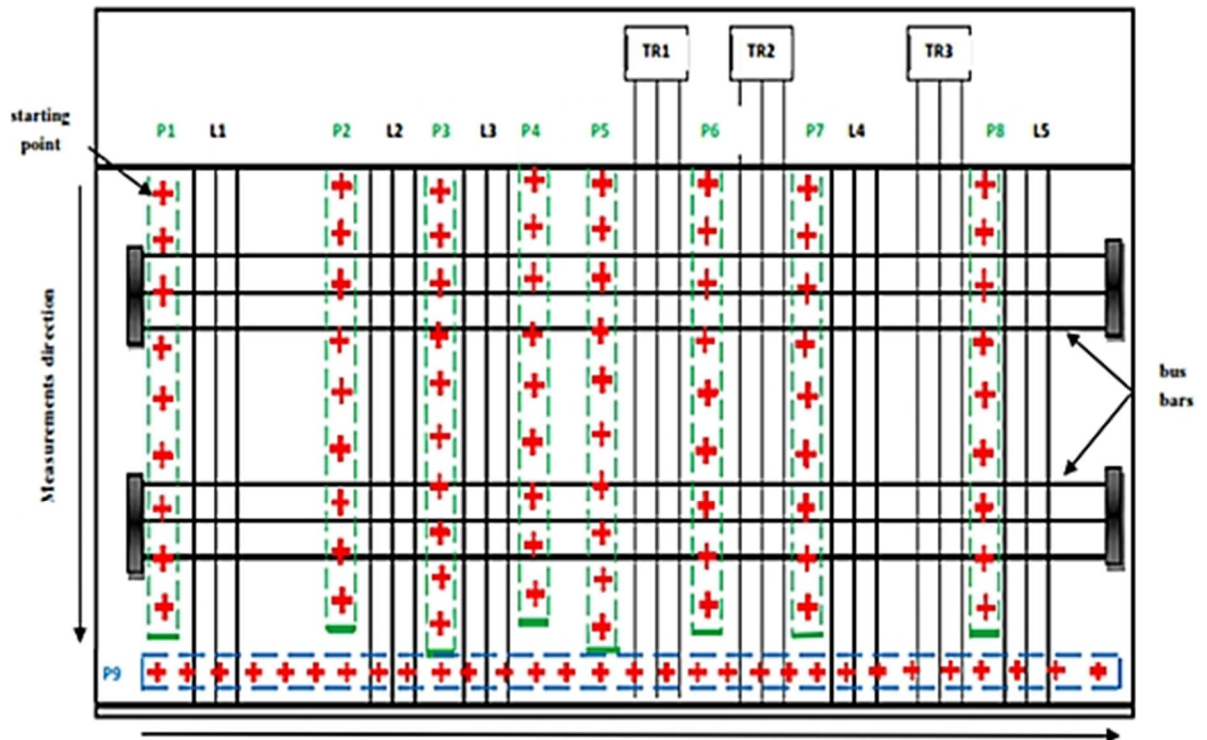 TR1 TR2 TR3
starting
point
P1 L1 P2 L2 P3 L3 P4 P5 P6 P7 L4 P8 L5
Measurements direction
bus
bars
P9